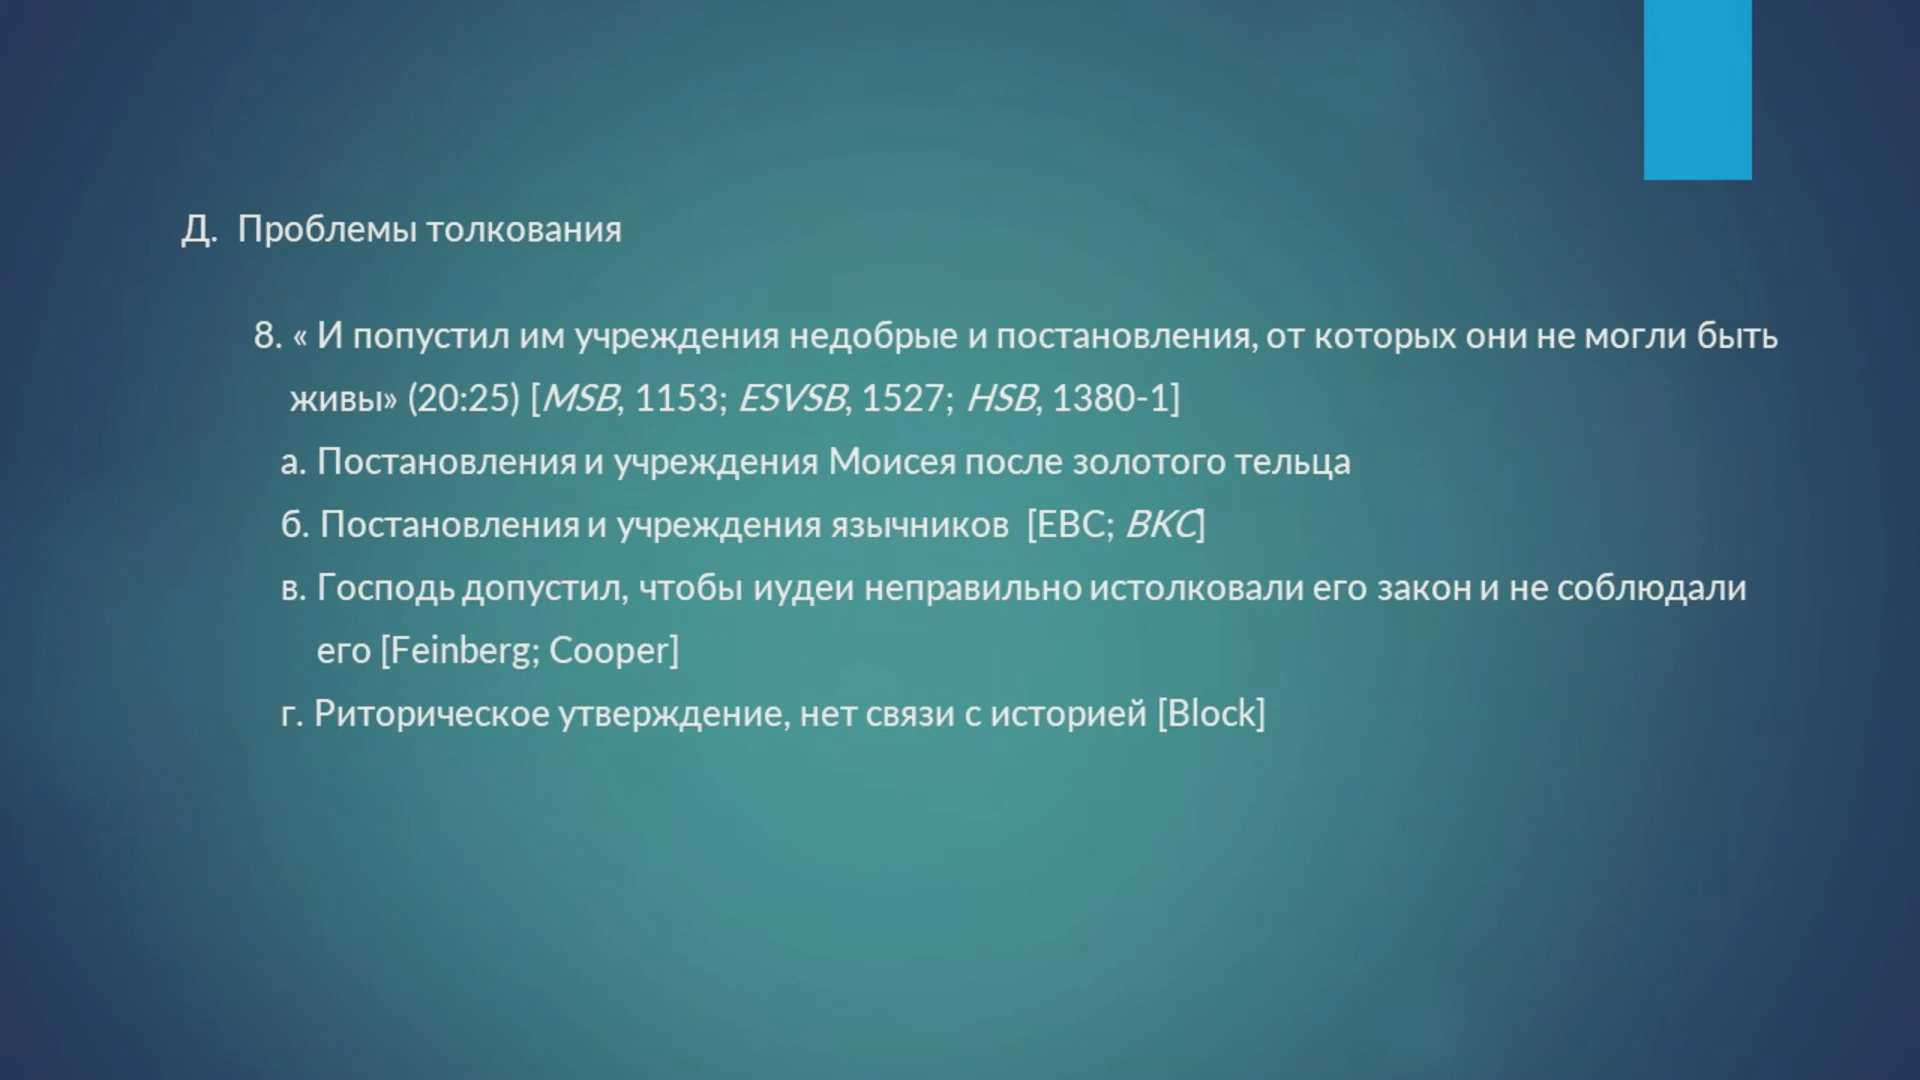 Д. Проблемы толкования
8. « И попустил им учреждения недобрые и постановления, от которых они не могли быть
живы» (20:25) [MSB, 1153; ESVSB, 1527; HSB, 1380-1]
а. Постановления и учреждения Моисея после золотого тельца
б. Постановления и учреждения язычников [EBC; BKC]
в. Господь допустил, чтобы иудеи неправильно истолковали его закон и не соблюдали
его [Feinberg; Cooper]
г. Риторическое утверждение, нет связи с историей [Block]